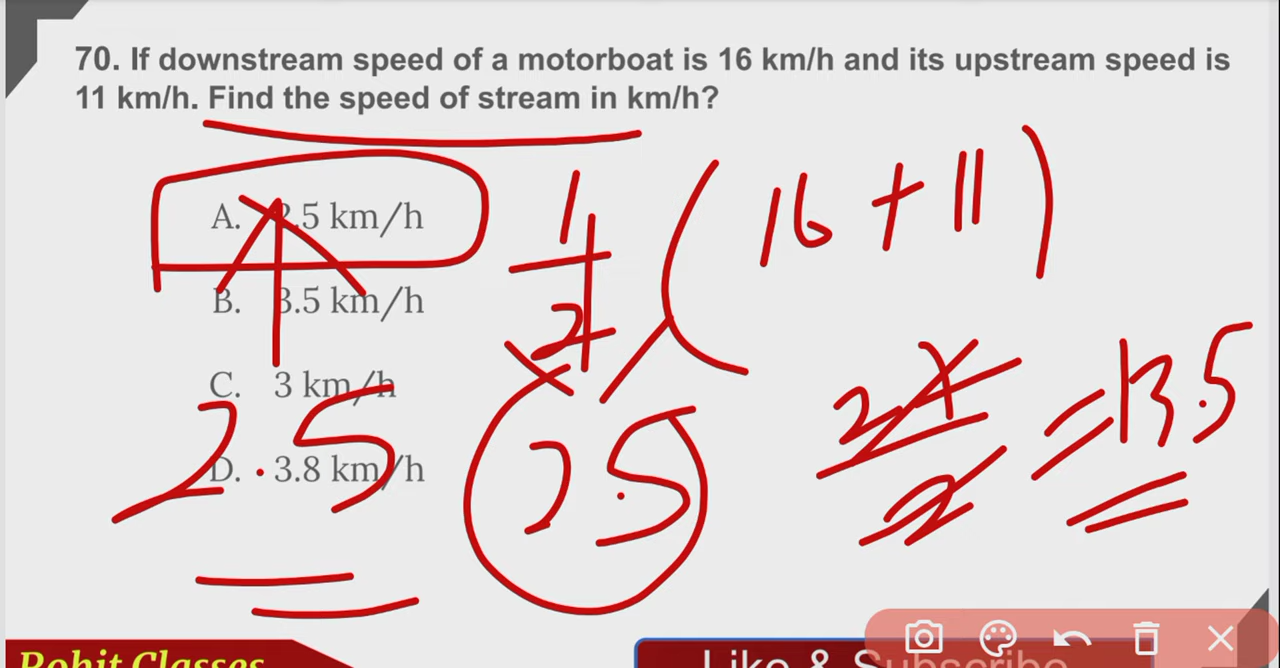 70. If downstream speed of a motorboat is 16 km/h and its upstream speed is
11 km/h. Find the speed of stream in km/h?
A. 2.5 km/h
B. 3.5 km/h
C. 3 km/h
D. 3.8 km/h
1/2 (16 + 11)
27/2 = 13.5
2.5
2.5
Rohit Classes
Like & Subscribe